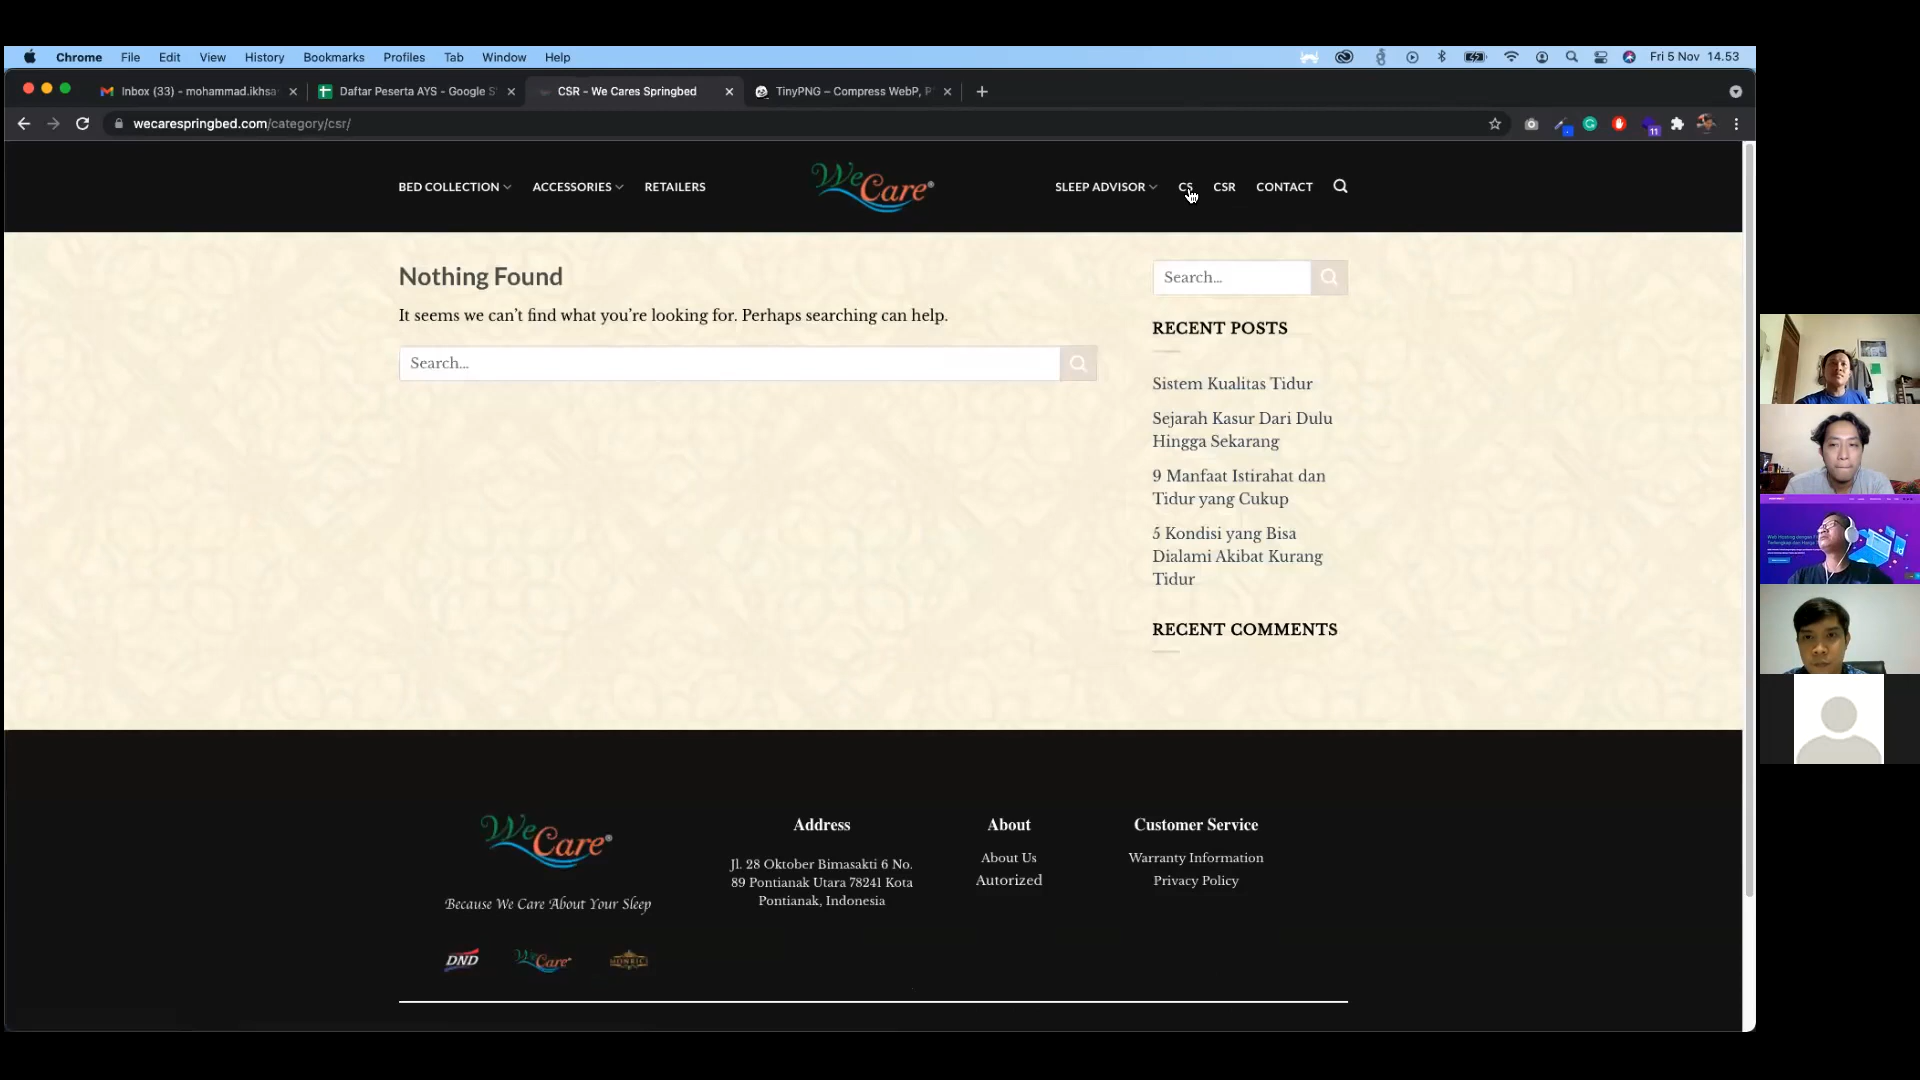 Chrome File Edit View History Bookmarks Profiles Tab Window Help
Fri 5 Nov 14.53
Inbox (33) - mohammad.ikhsa
Daftar Peserta AYS - Google S
CSR - We Cares Springbed
TinyPNG – Compress WebP, P
wecarespringbed.com/category/csr/
11
BED COLLECTION ACCESSORIES RETAILERS
WeCare®
SLEEP ADVISOR CS CSR CONTACT
Nothing Found
It seems we can’t find what you’re looking for. Perhaps searching can help.
Search...
Search...
RECENT POSTS
Sistem Kualitas Tidur
Sejarah Kasur Dari Dulu
Hingga Sekarang
9 Manfaat Istirahat dan
Tidur yang Cukup
5 Kondisi yang Bisa
Dialami Akibat Kurang
Tidur
RECENT COMMENTS
WeCare®
Because We Care About Your Sleep
DND
WeCare
Address
Jl. 28 Oktober Bimasakti 6 No.
89 Pontianak Utara 78241 Kota
Pontianak, Indonesia
About
About Us
Autorized
Customer Service
Warranty Information
Privacy Policy